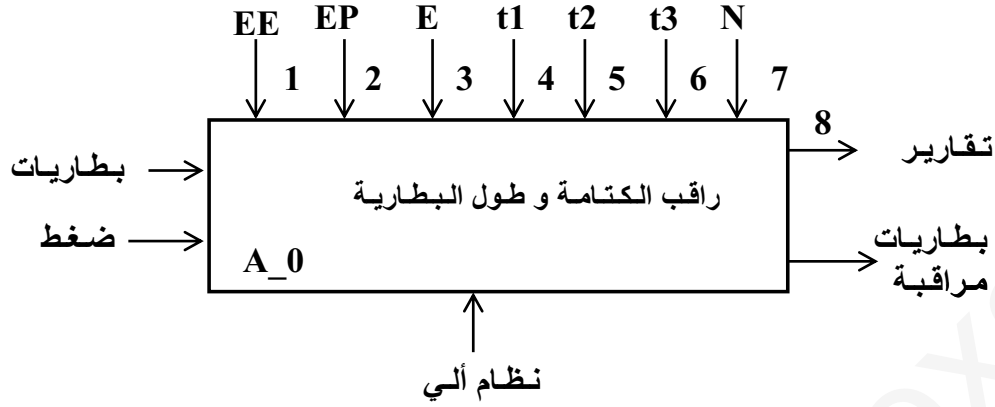 EE EP E t1 t2 t3 N
1 2 3 4 5 6 7
8
تقارير
بطاريات
راقب الكتامة و طول البطارية
ضغط
بطاريات
مراقبة
A_0
نظام ألي